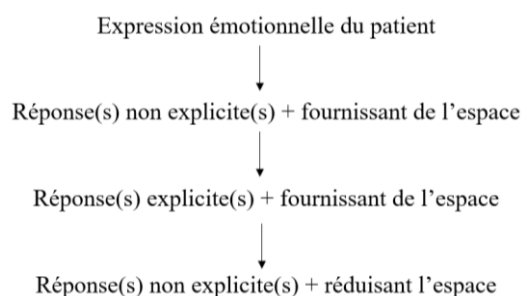 Expression émotionnelle du patient
Réponse(s) non explicite(s) + fournissant de l’espace
Réponse(s) explicite(s) + fournissant de l’espace
Réponse(s) non explicite(s) + réduisant l’espace